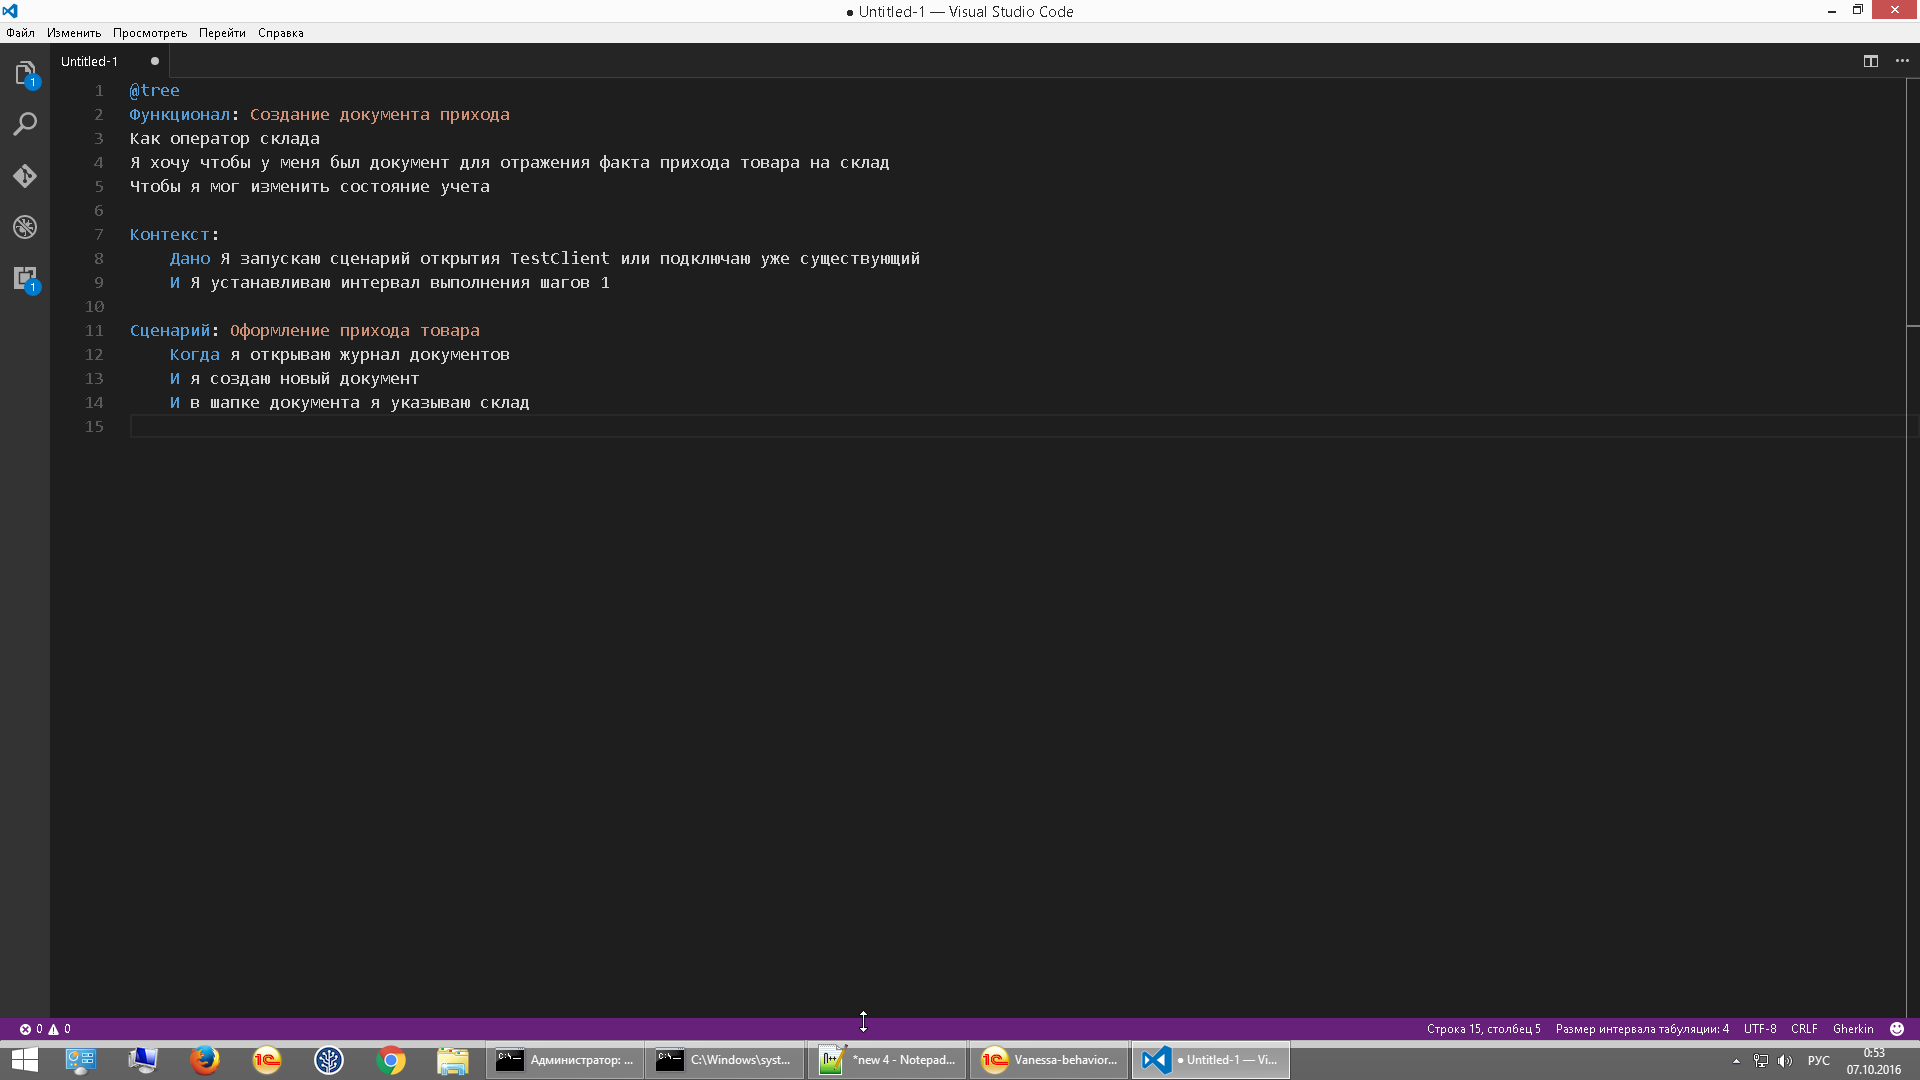 ● Untitled-1 — Visual Studio Code
Файл Изменить Просмотреть Перейти Справка
Untitled-1 ●
1 @tree
2 Функционал: Создание документа прихода
3 Как оператор склада
4 Я хочу чтобы у меня был документ для отражения факта прихода товара на склад
5 Чтобы я мог изменить состояние учета
6
7 Контекст:
8 Дано Я запускаю сценарий открытия TestClient или подключаю уже существующий
9 И Я устанавливаю интервал выполнения шагов 1
10
11 Сценарий: Оформление прихода товара
12 Когда я открываю журнал документов
13 И я создаю новый документ
14 И в шапке документа я указываю склад
15
1
1
0 0 Строка 15, столбец 5 Размер интервала табуляции: 4 UTF-8 CRLF Gherkin
Администратор: ... C:\Windows\syst... *new 4 - Notepad... Vanessa-behavior... ● Untitled-1 — Vi... РУС 0:53
07.10.2016